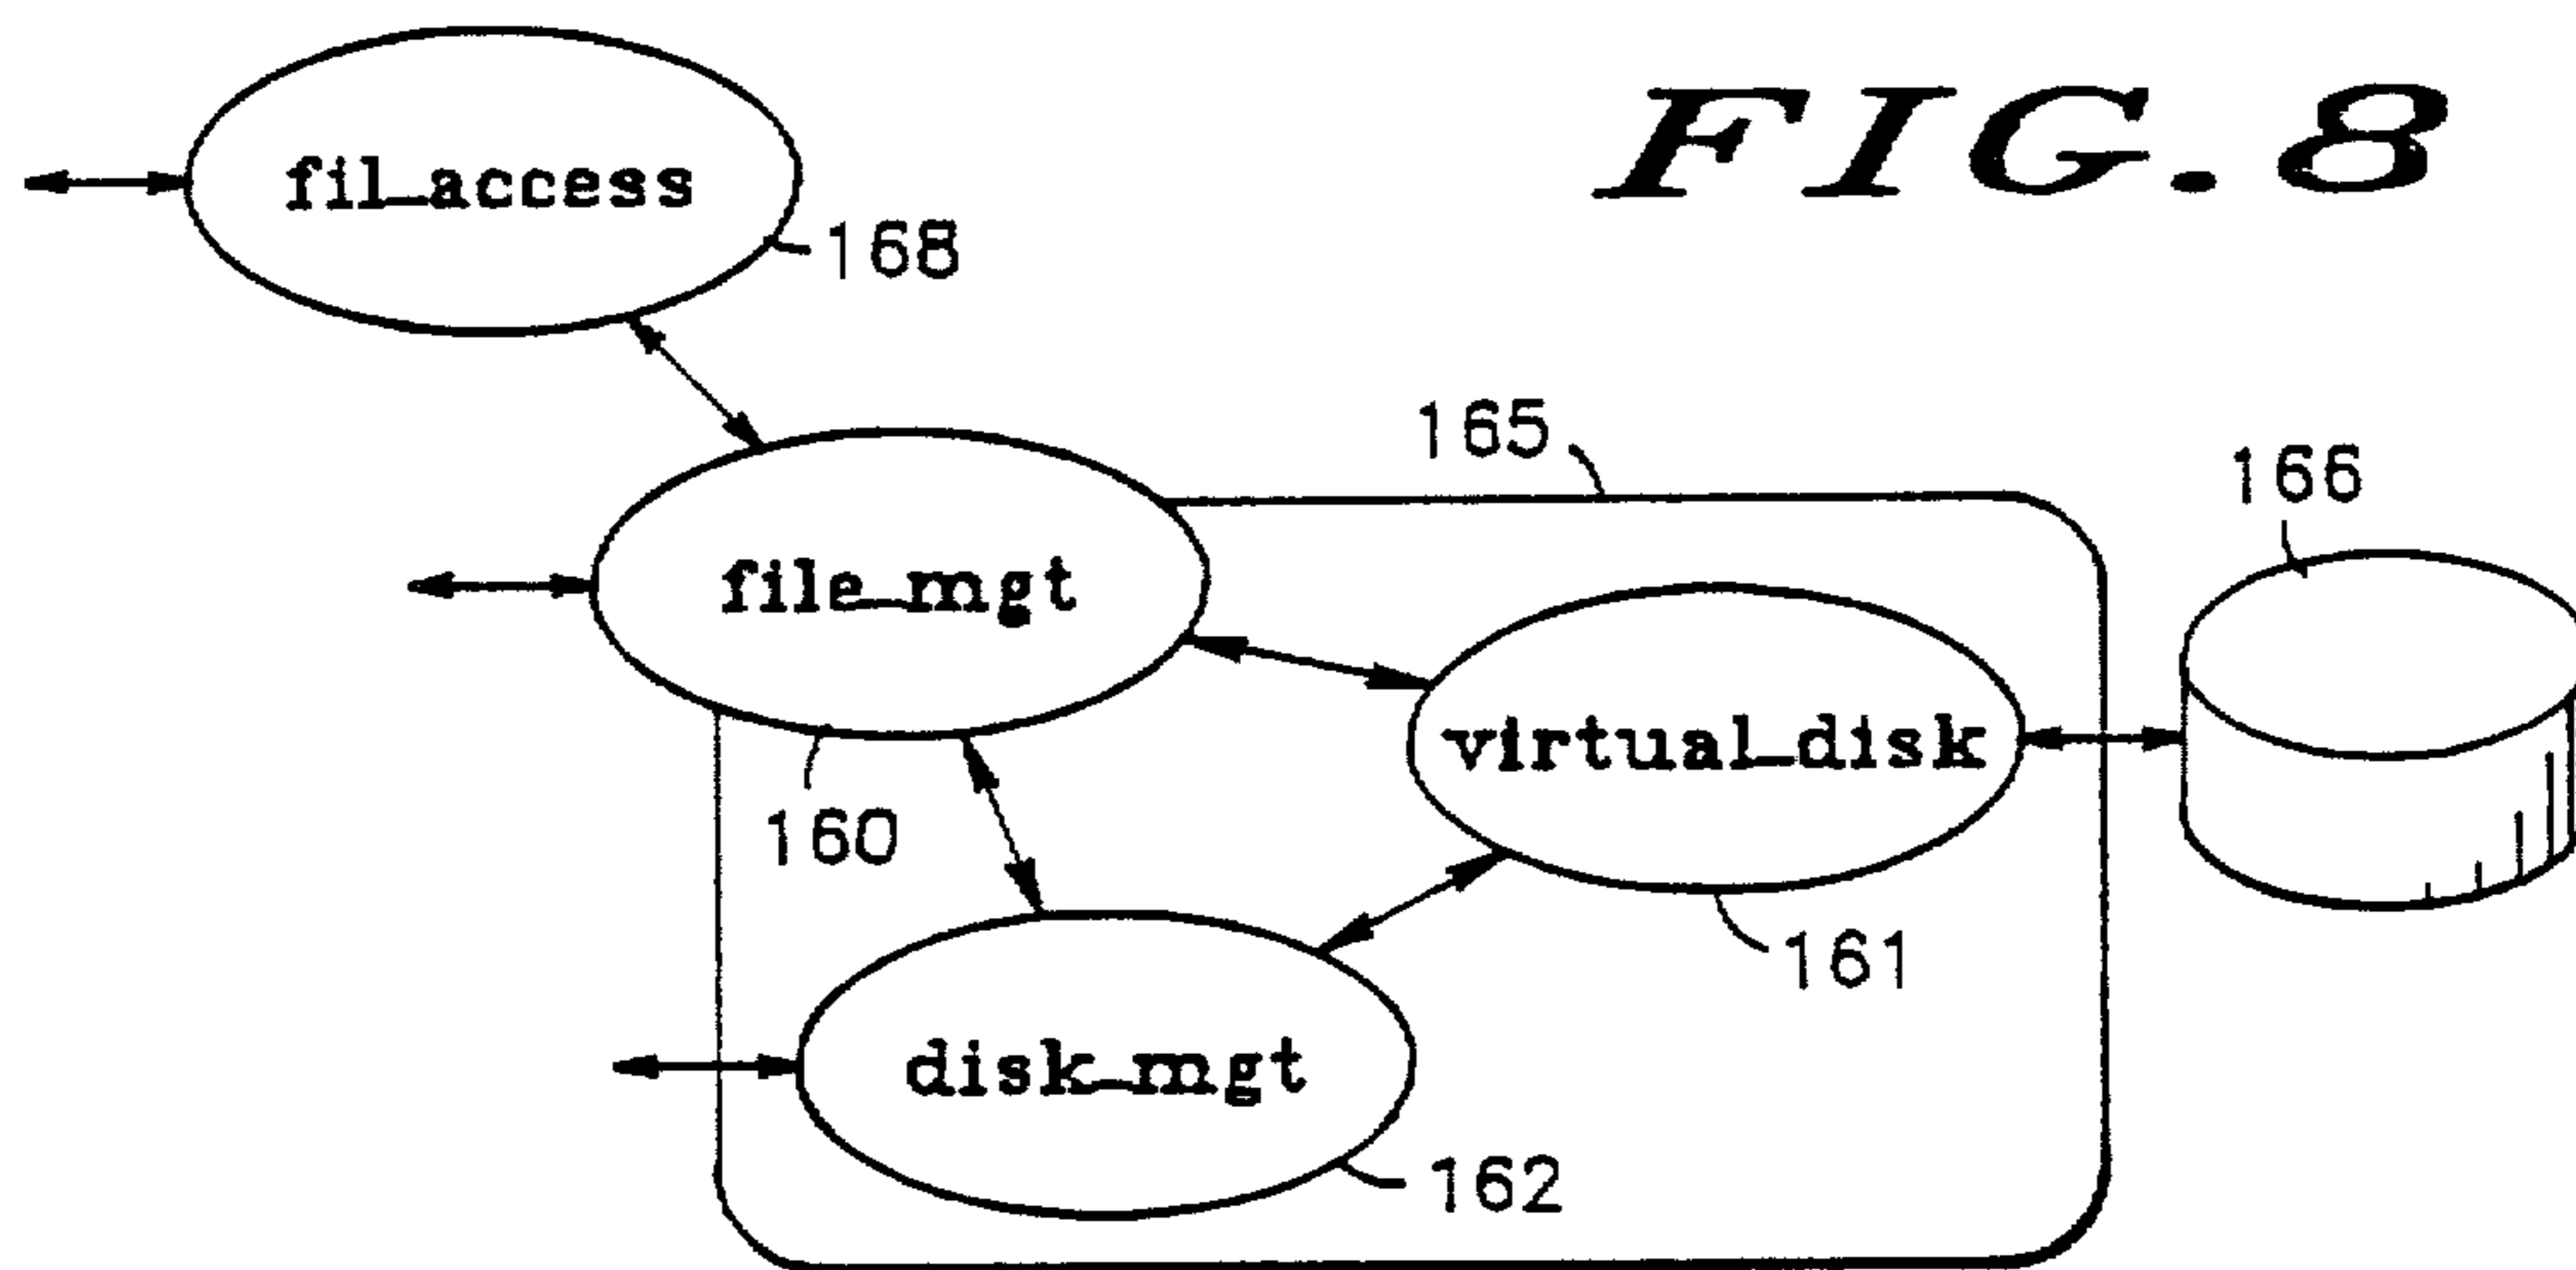 FIG.8
fil_access
168
165
166
file_mgt
virtual_disk
160
161
disk_mgt
162